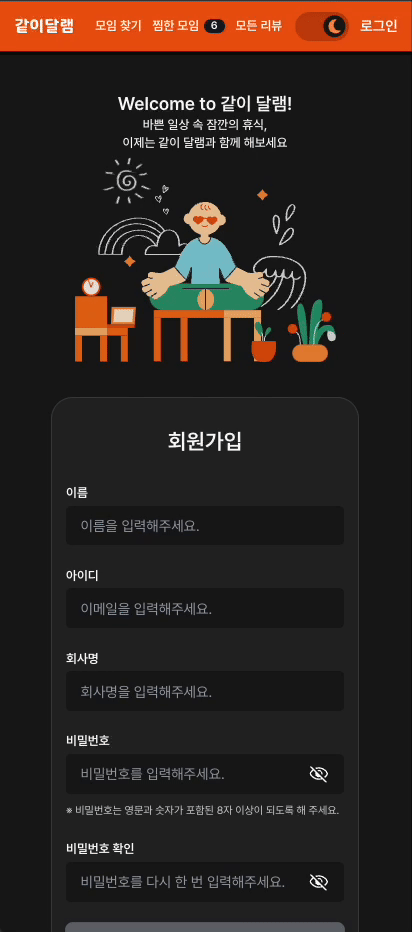 같이달램 모임 찾기 찜한 모임 6 모든 리뷰 로그인
Welcome to 같이 달램!
바쁜 일상 속 잠깐의 휴식,
이제는 같이 달램과 함께 해보세요
회원가입
이름
이름을 입력해주세요.
아이디
이메일을 입력해주세요.
회사명
회사명을 입력해주세요.
비밀번호
비밀번호를 입력해주세요.
※ 비밀번호는 영문과 숫자가 포함된 8자 이상이 되도록 해 주세요.
비밀번호 확인
비밀번호를 다시 한 번 입력해주세요.